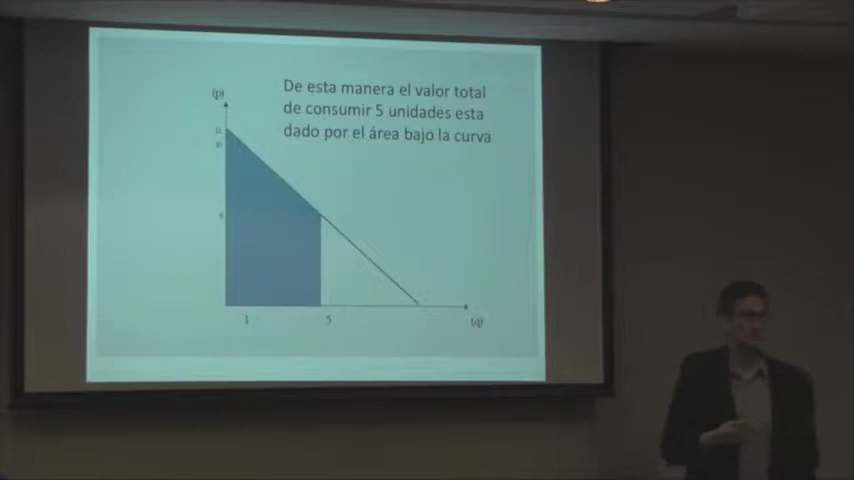 De esta manera el valor total
de consumir 5 unidades esta
dado por el área bajo la curva
(p)
1
5
(q)